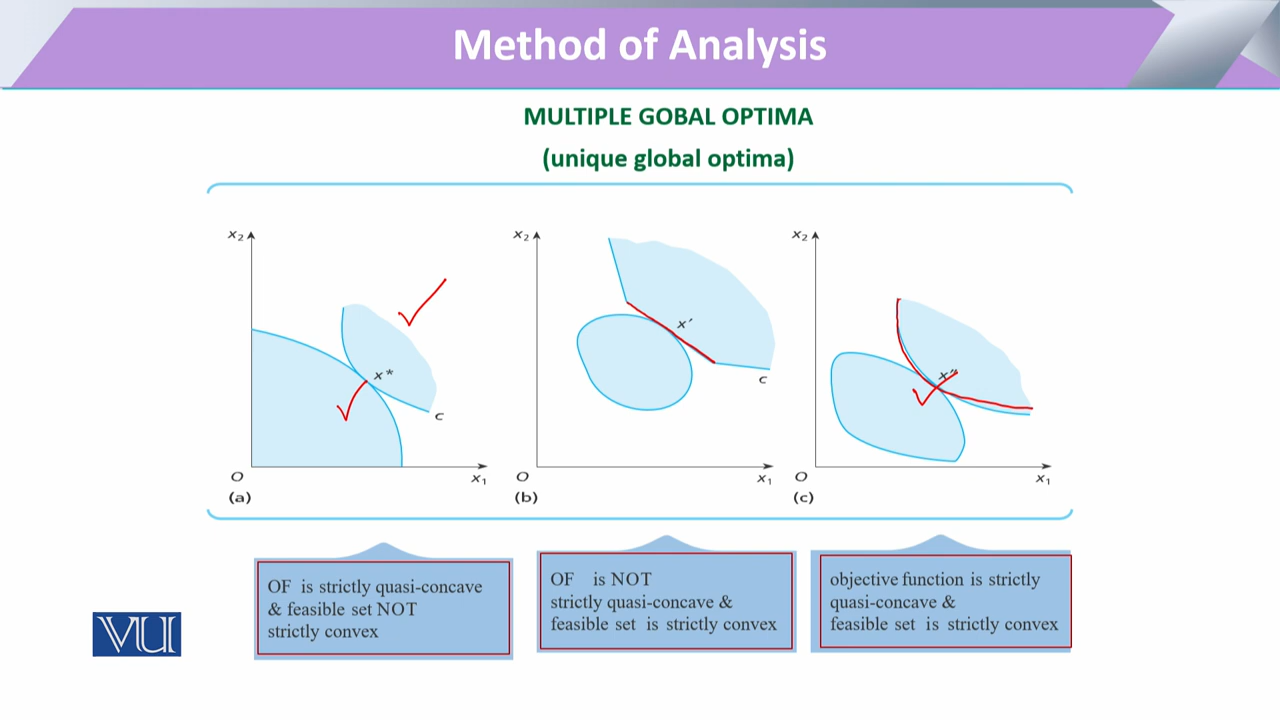 Method of Analysis
MULTIPLE GOBAL OPTIMA
(unique global optima)
x2
x*
c
O
x1
(a)
x2
x′
c
O
x1
(b)
x2
O
x1
(c)
OF is strictly quasi-concave
& feasible set NOT
strictly convex
OF is NOT
strictly quasi-concave &
feasible set is strictly convex
objective function is strictly
quasi-concave &
feasible set is strictly convex
VU